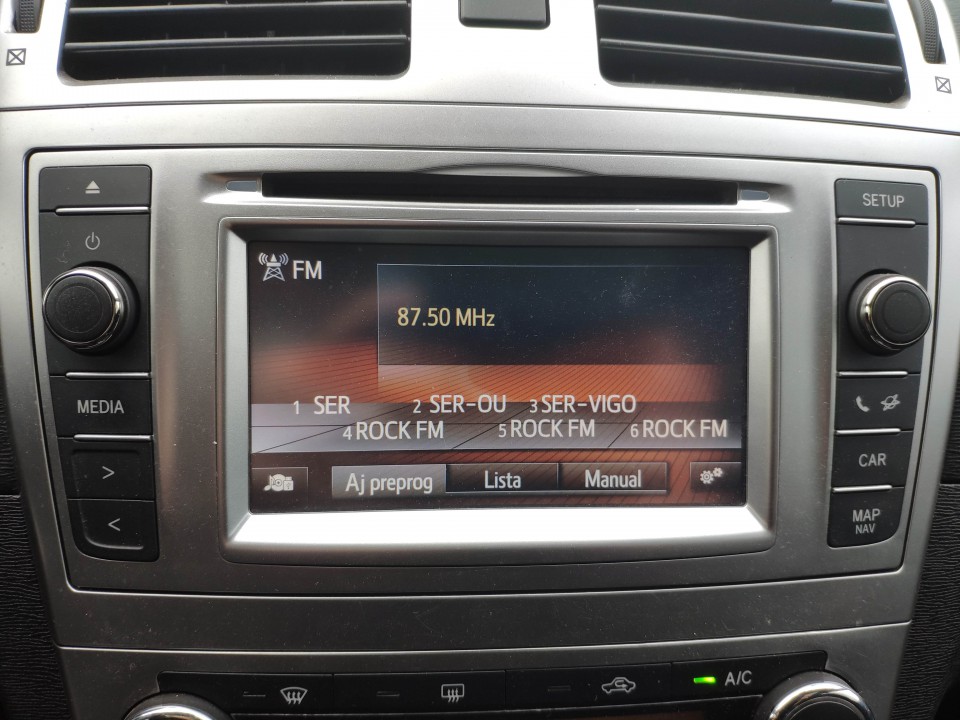 SETUP
FM
87.50 MHz
MEDIA
1 SER 2 SER-OU 3 SER-VIGO
4 ROCK FM 5 ROCK FM 6 ROCK FM
>
CAR
Aj preprog Lista Manual
<
MAP
NAV
A/C